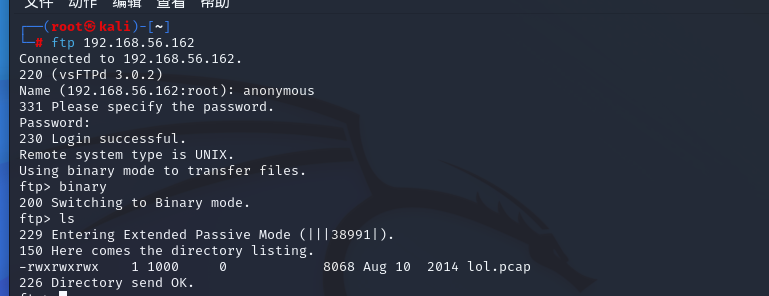 文件 动作 编辑 查看 帮助
┌──(root㉿kali)-[~]
└─# ftp 192.168.56.162
Connected to 192.168.56.162.
220 (vsFTPd 3.0.2)
Name (192.168.56.162:root): anonymous
331 Please specify the password.
Password:
230 Login successful.
Remote system type is UNIX.
Using binary mode to transfer files.
ftp> binary
200 Switching to Binary mode.
ftp> ls
229 Entering Extended Passive Mode (|||38991|).
150 Here comes the directory listing.
-rwxrwxrwx    1 1000     0            8068 Aug 10  2014 lol.pcap
226 Directory send OK.
ftp>